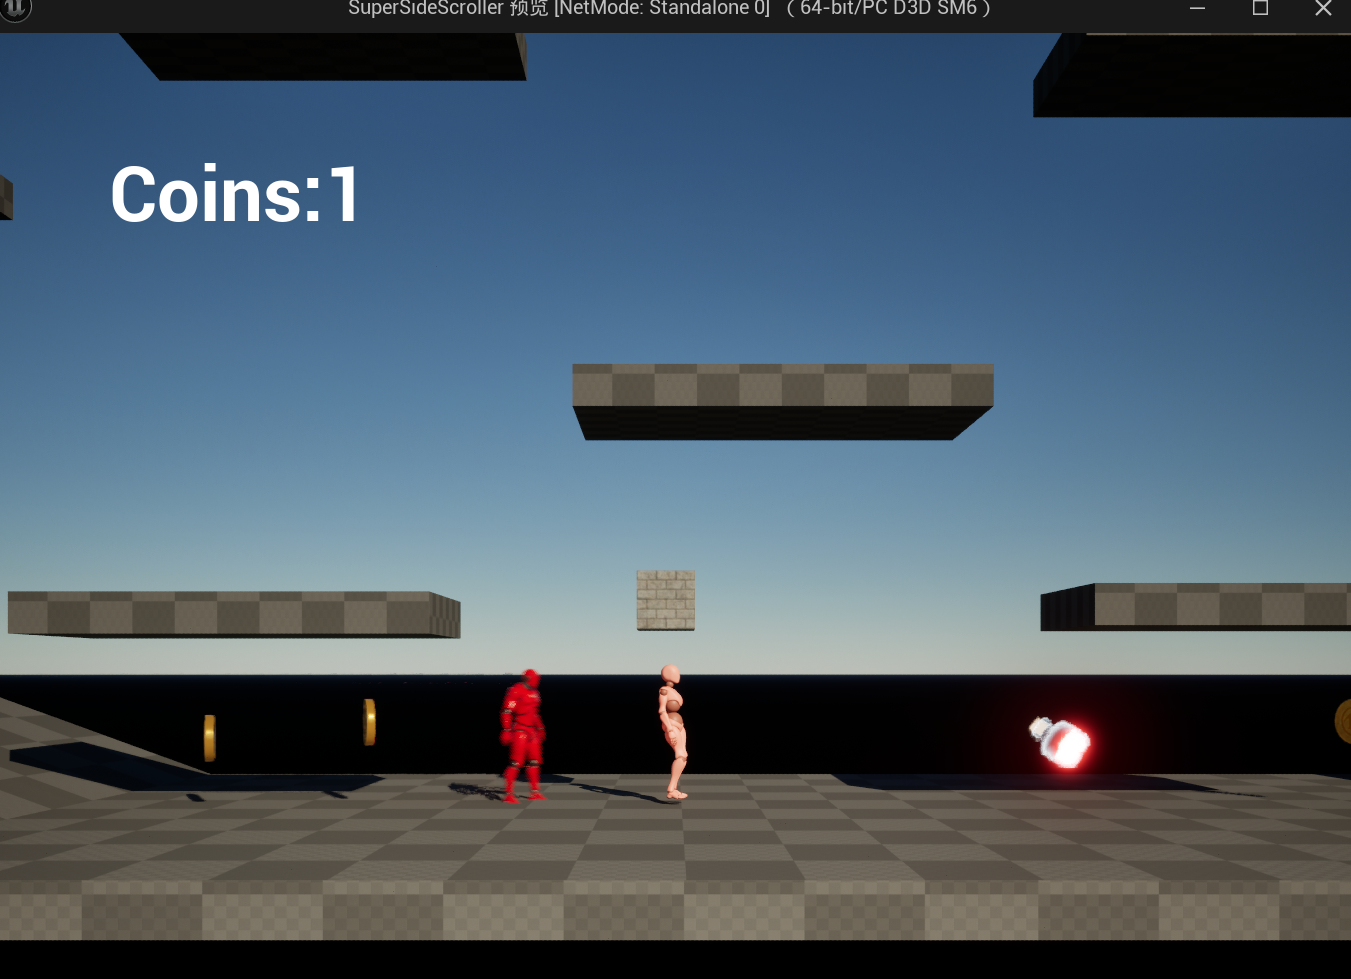 SuperSideScroller 预览 [NetMode: Standalone 0] （64-bit/PC D3D SM6）
Coins:1